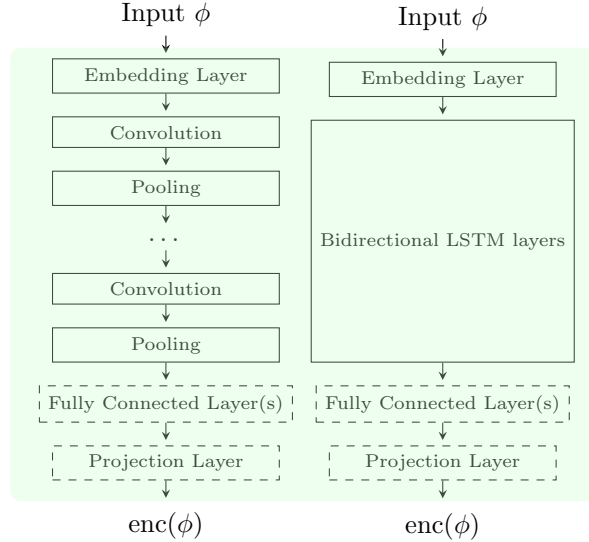 Input ϕ
Embedding Layer
Convolution
Pooling
...
Convolution
Pooling
Fully Connected Layer(s)
Projection Layer
enc(ϕ)
Input ϕ
Embedding Layer
Bidirectional LSTM layers
Fully Connected Layer(s)
Projection Layer
enc(ϕ)